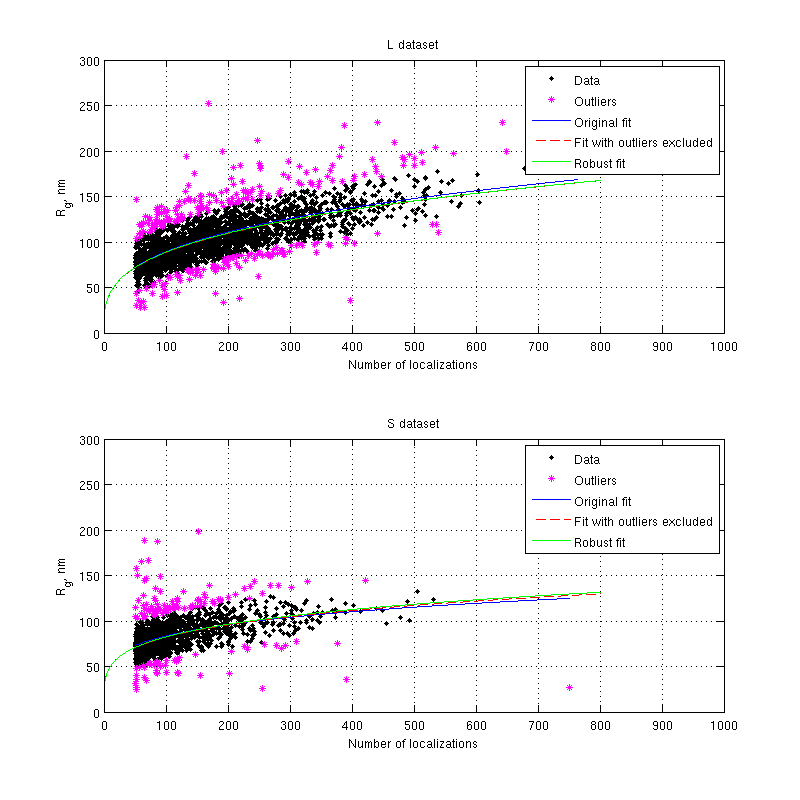 L dataset
300
250
200
150
100
50
0
Rg, nm
Data
Outliers
Original fit
Fit with outliers excluded
Robust fit
0 100 200 300 400 500 600 700 800 900 1000
Number of localizations
S dataset
300
250
200
150
100
50
0
Rg, nm
Data
Outliers
Original fit
Fit with outliers excluded
Robust fit
0 100 200 300 400 500 600 700 800 900 1000
Number of localizations